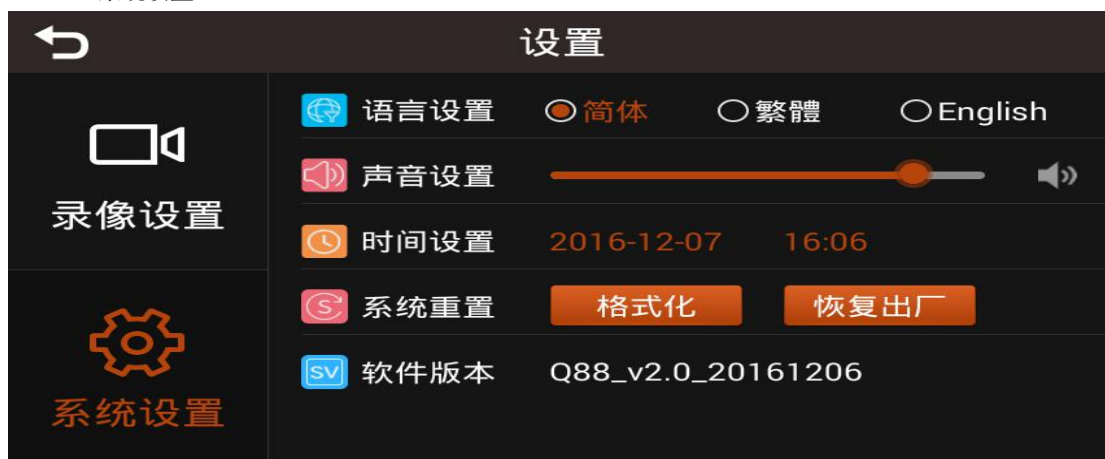 设置
录像设置
系统设置
语言设置 简体 繁體 English
声音设置
时间设置 2016-12-07 16:06
S 系统重置 格式化 恢复出厂
SV 软件版本 Q88_v2.0_20161206